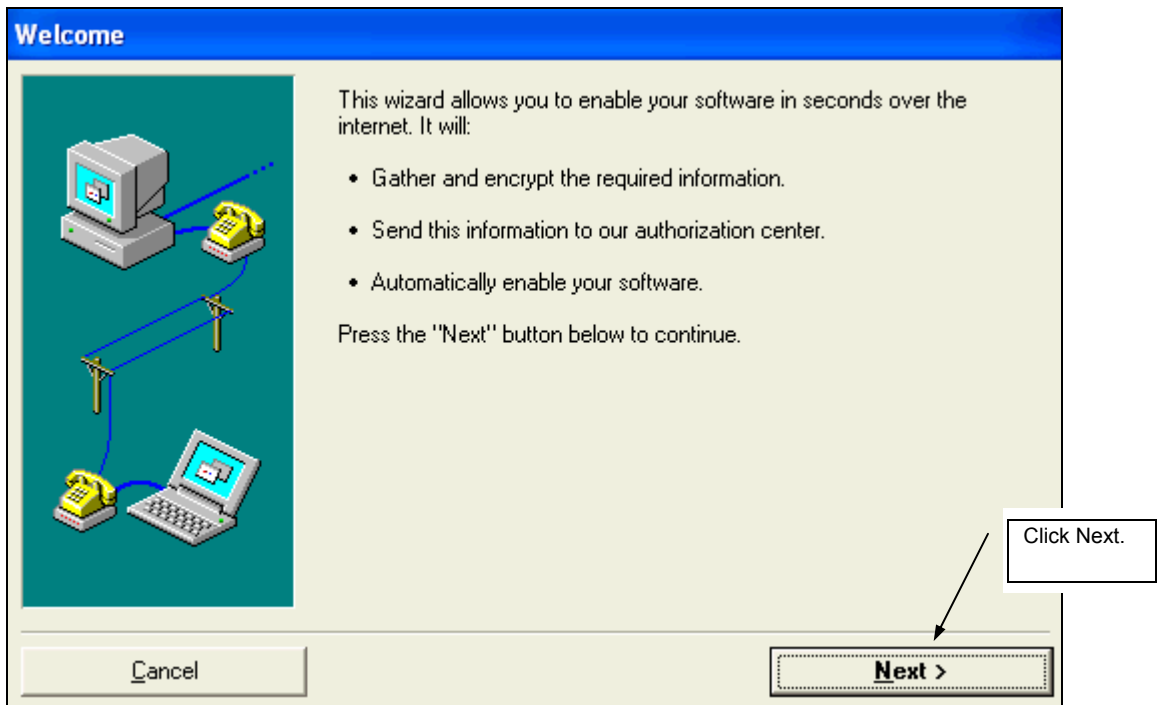 Welcome
This wizard allows you to enable your software in seconds over the
internet. It will:
• Gather and encrypt the required information.
• Send this information to our authorization center.
• Automatically enable your software.
Press the "Next" button below to continue.
Click Next.
Cancel
Next >